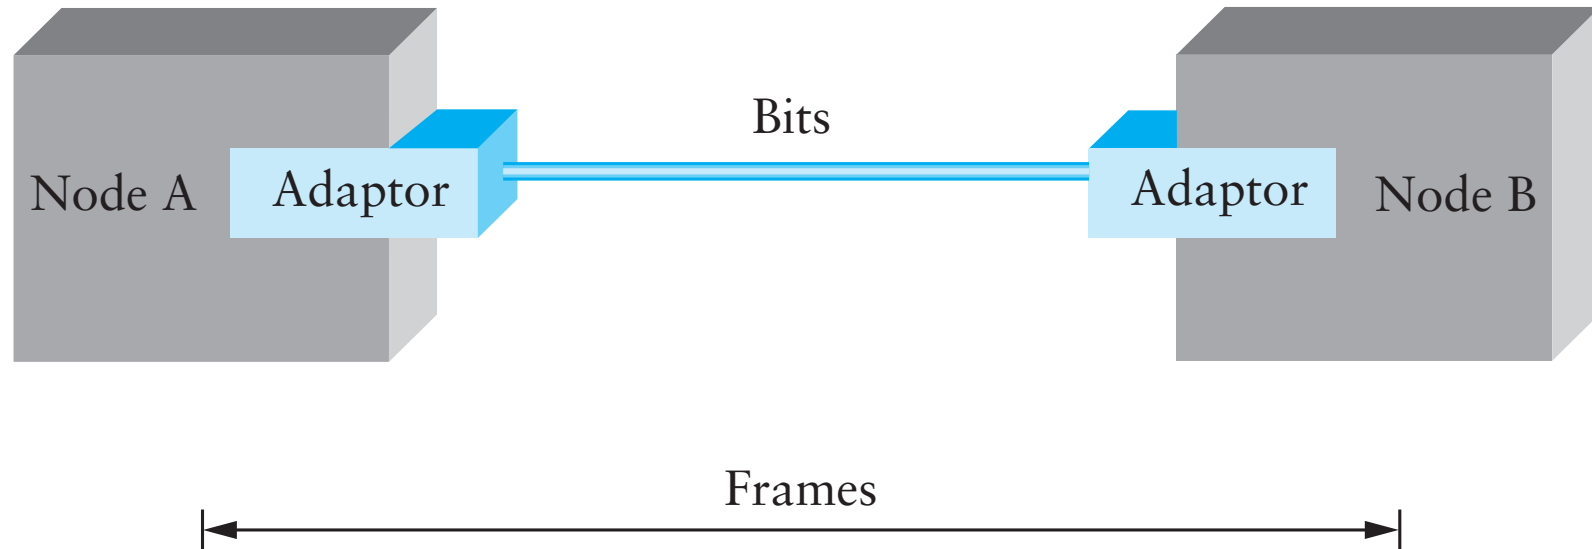 Bits
Node A
Adaptor
Adaptor
Node B
Frames